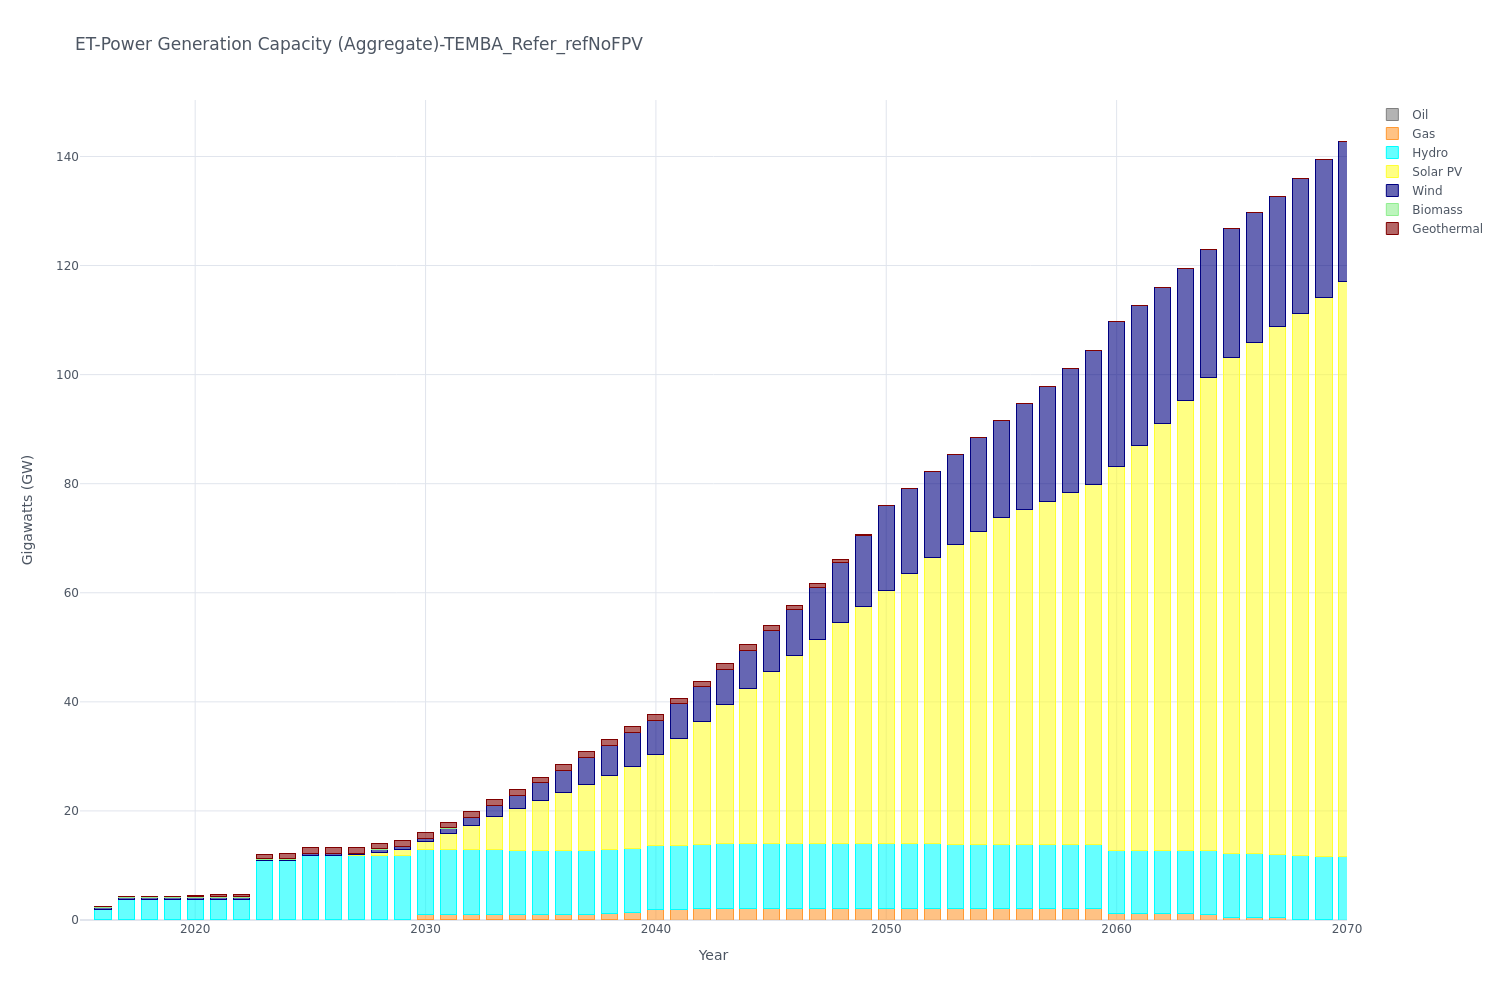 ET-Power Generation Capacity (Aggregate)-TEMBA_Refer_refNoFPV
Oil
Gas
Hydro
Solar PV
Wind
Biomass
Geothermal
140
120
100
80
60
40
20
0
Gigawatts (GW)
2020
2030
2040
2050
2060
2070
Year